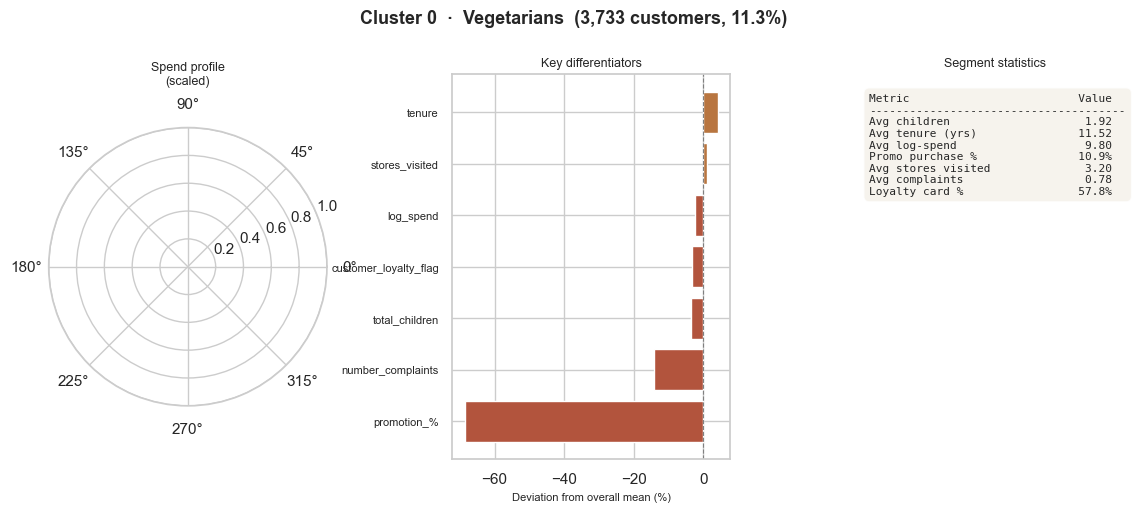 Cluster 0 · Vegetarians (3,733 customers, 11.3%)
Spend profile
(scaled)
90°
135°
45°
1.0
0.8
0.6
0.4
0.2
180°
0°
225°
315°
270°
Key differentiators
tenure
stores_visited
log_spend
customer_loyalty_flag
total_children
number_complaints
promotion_%
−60 −40 −20 0
Deviation from overall mean (%)
Segment statistics
Metric Value
--------------------------------------
Avg children 1.92
Avg tenure (yrs) 11.52
Avg log-spend 9.80
Promo purchase % 10.9%
Avg stores visited 3.20
Avg complaints 0.78
Loyalty card % 57.8%